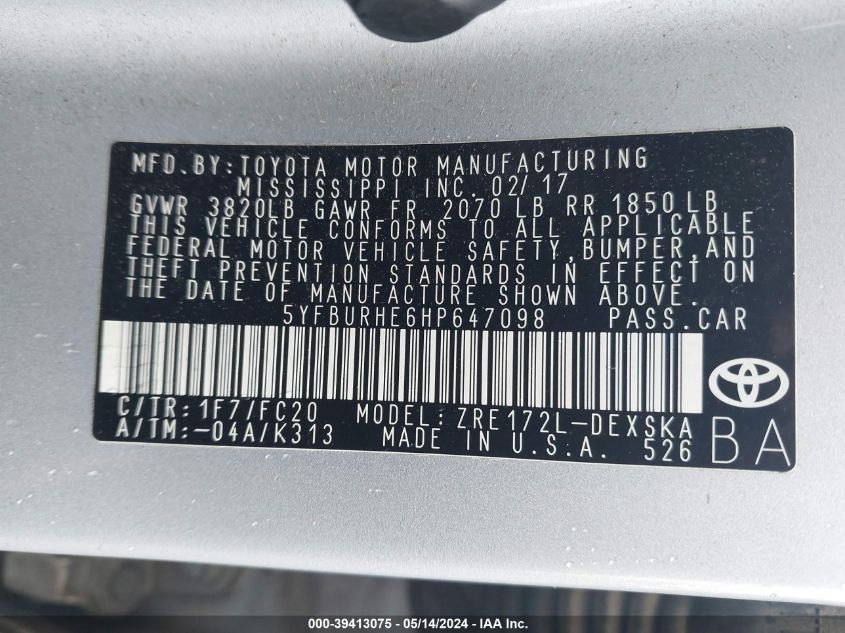 MFD.BY:TOYOTA MOTOR MANUFACTURING
MISSISSIPPI INC. 02/17
GVWR 3820LB GAWR FR 2070 LB RR 1850 LB
THIS VEHICLE CONFORMS TO ALL APPLICABLE
FEDERAL MOTOR VEHICLE SAFETY, BUMPER, AND
THEFT PREVENTION STANDARDS IN EFFECT ON
THE DATE OF MANUFACTURE SHOWN ABOVE.
5YFBURHE6HP647098 PASS.CAR
C/TR:1F7/FC20 MODEL:ZRE172L-DEXSKA
A/TM:-04A/K313 MADE IN U.S.A. 526 BA
000-39413075 - 05/14/2024 - IAA Inc.